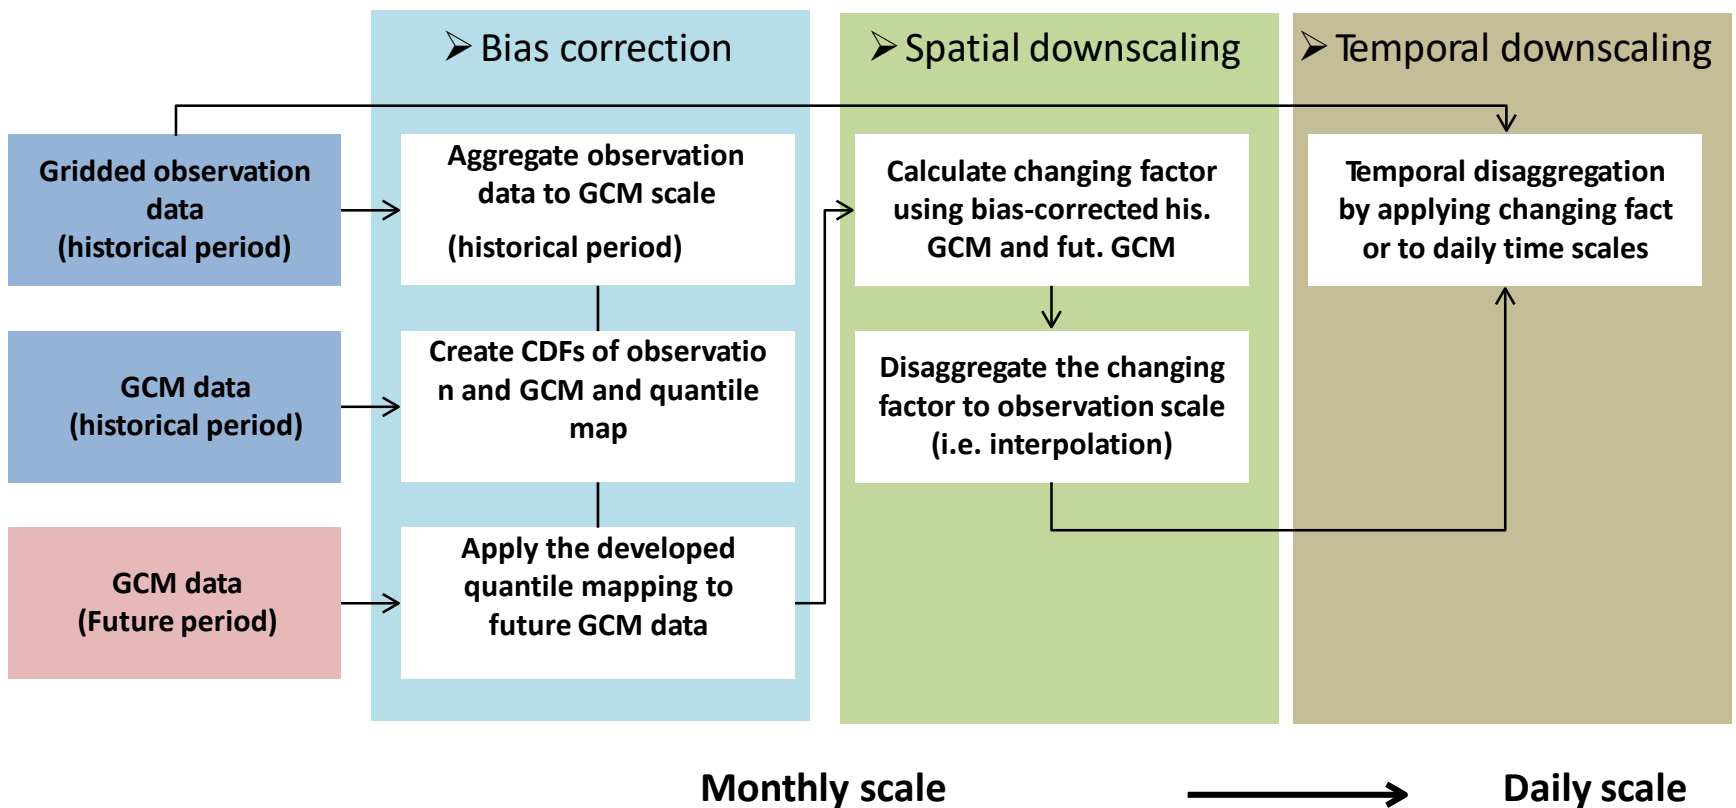 ➢ Bias correction
➢ Spatial downscaling
➢ Temporal downscaling
Gridded observation
data
(historical period)
Aggregate observation
data to GCM scale
(historical period)
Calculate changing factor
using bias-corrected his.
GCM and fut. GCM
Temporal disaggregation
by applying changing fact
or to daily time scales
GCM data
(historical period)
Create CDFs of observatio
n and GCM and quantile
map
Disaggregate the changing
factor to observation scale
(i.e. interpolation)
GCM data
(Future period)
Apply the developed
quantile mapping to
future GCM data
Monthly scale
Daily scale